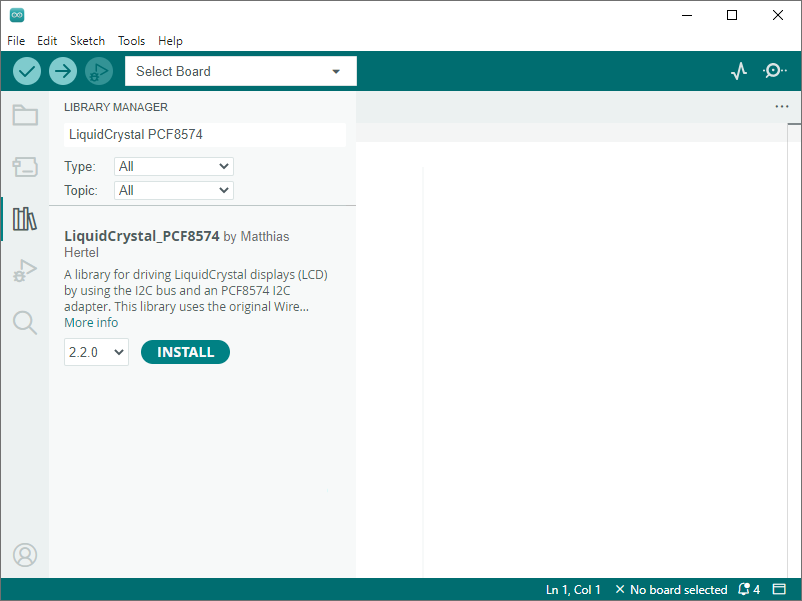 File Edit Sketch Tools Help
Select Board
LIBRARY MANAGER
LiquidCrystal PCF8574
Type: All
Topic: All
LiquidCrystal_PCF8574 by Matthias
Hertel
A library for driving LiquidCrystal displays (LCD)
by using the I2C bus and an PCF8574 I2C
adapter. This library uses the original Wire...
More info
2.2.0 INSTALL
Ln 1, Col 1 No board selected 4